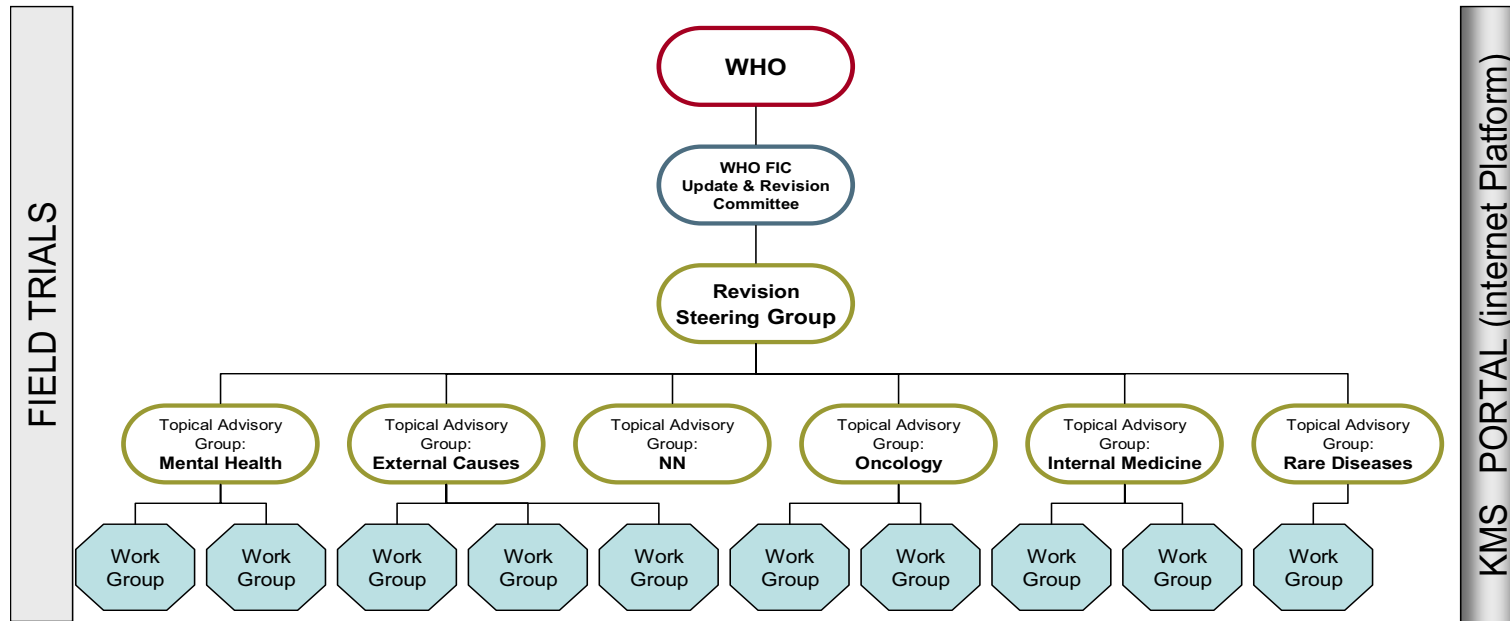 WHO
WHO FIC
Update & Revision
Committee
Revision
Steering Group
Topical Advisory
Group:
Mental Health
Topical Advisory
Group:
External Causes
Topical Advisory
Group:
NN
Topical Advisory
Group:
Oncology
Topical Advisory
Group:
Internal Medicine
Topical Advisory
Group:
Rare Diseases
Work
Group
Work
Group
Work
Group
Work
Group
Work
Group
Work
Group
Work
Group
Work
Group
Work
Group
Work
Group
FIELD TRIALS
KMS PORTAL (internet Platform)